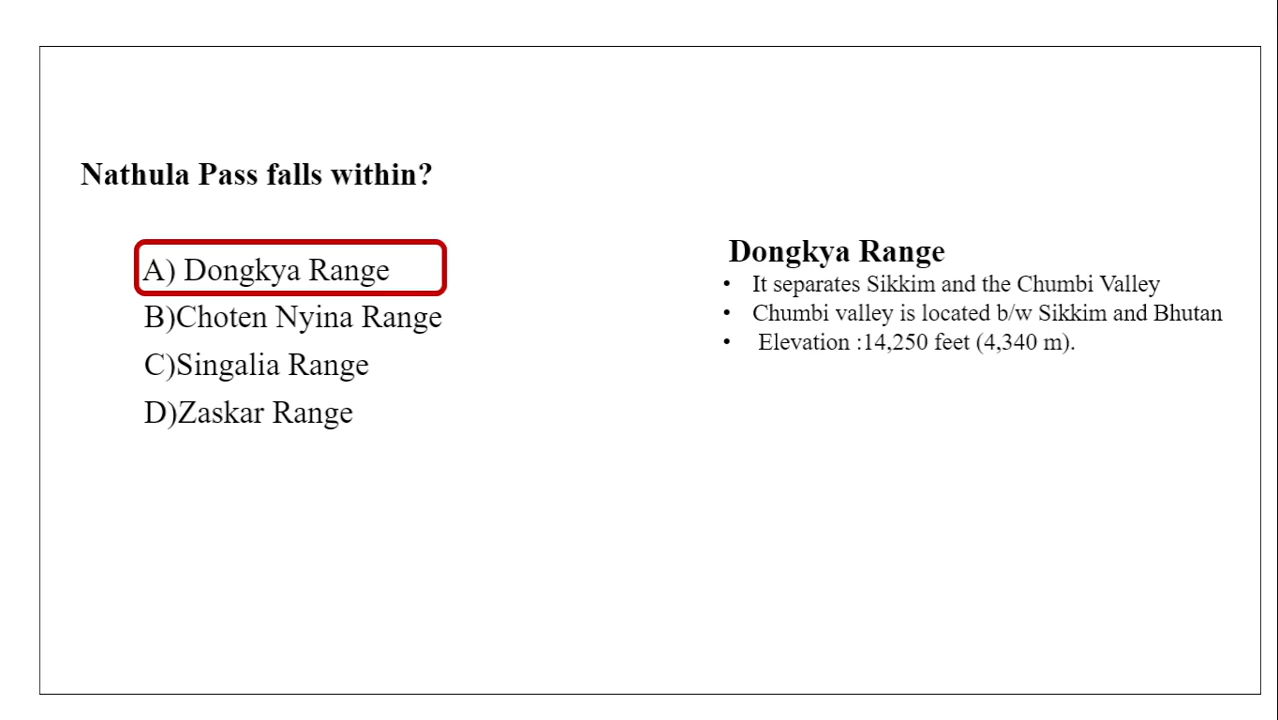 Nathula Pass falls within?
A) Dongkya Range
B)Choten Nyina Range
C)Singalia Range
D)Zaskar Range
Dongkya Range
• It separates Sikkim and the Chumbi Valley
• Chumbi valley is located b/w Sikkim and Bhutan
• Elevation :14,250 feet (4,340 m).